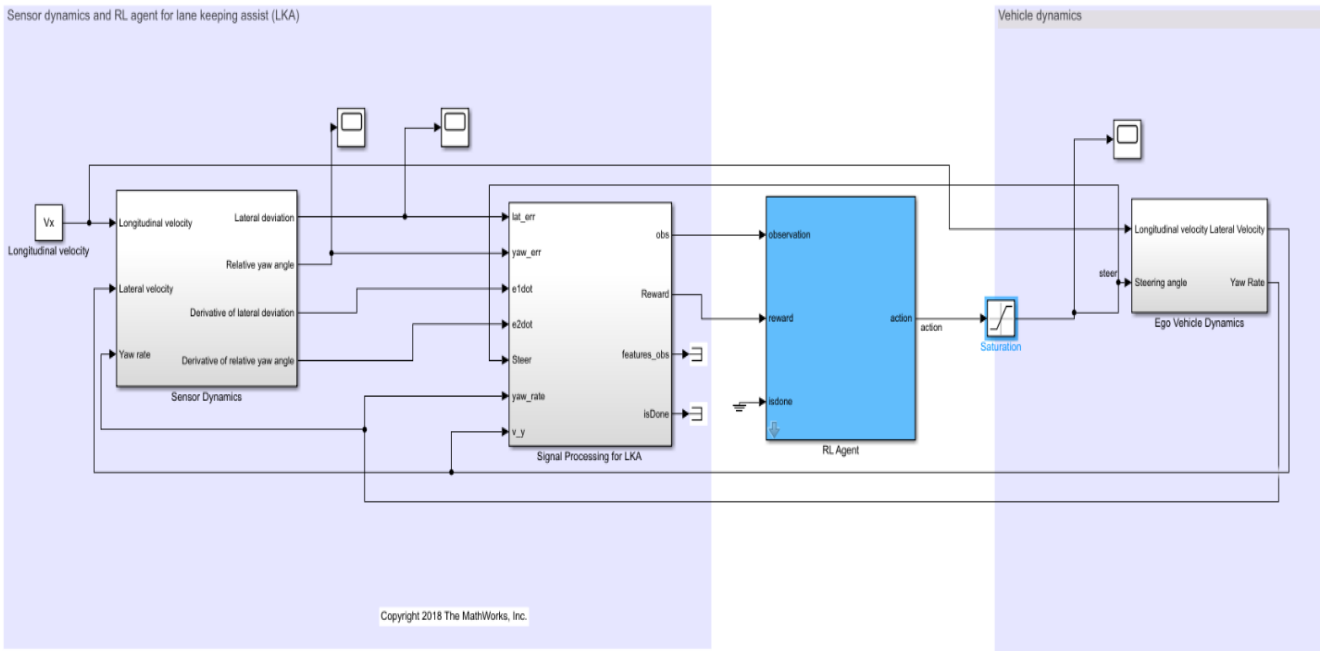 Sensor dynamics and RL agent for lane keeping assist (LKA)
Vehicle dynamics
Vx
Longitudinal velocity
Longitudinal velocity
Lateral velocity
Yaw rate
Lateral deviation
Relative yaw angle
Derivative of lateral deviation
Derivative of relative yaw angle
Sensor Dynamics
lat_err
yaw_err
e1dot
e2dot
Steer
yaw_rate
v_y
obs
Reward
features_obs
isDone
Signal Processing for LKA
observation
reward
isdone
action
RL Agent
action
Saturation
steer
Longitudinal velocity
Steering angle
Lateral Velocity
Yaw Rate
Ego Vehicle Dynamics
Copyright 2018 The MathWorks, Inc.